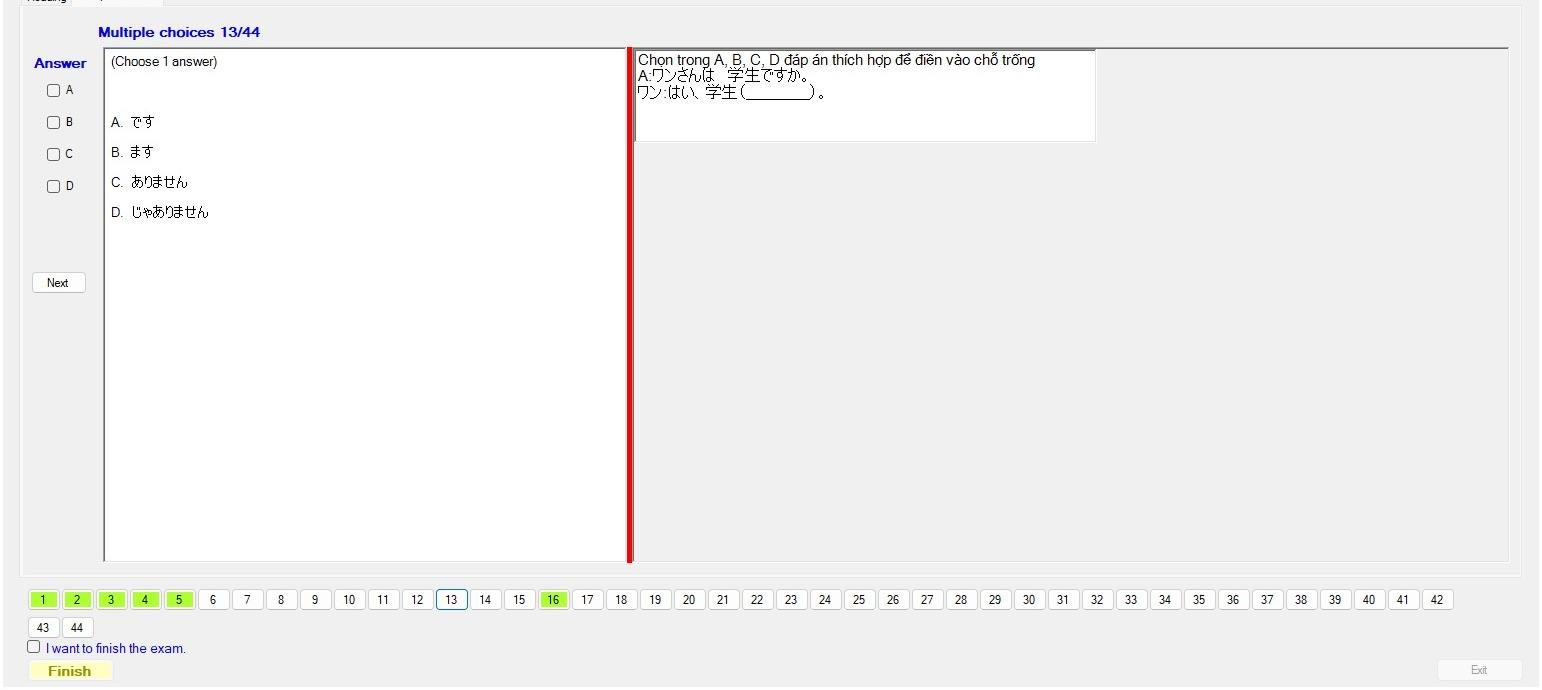 Multiple choices 13/44
Answer
A
B
C
D
Next
(Choose 1 answer)
A. です
B. ます
C. ありません
D. じゃありません
Chọn trong A, B, C, D đáp án thích hợp để điền vào chỗ trống
A:ワンさんは 学生ですか。
ワン:はい、学生(________)。
1 2 3 4 5 6 7 8 9 10 11 12 13 14 15 16 17 18 19 20 21 22 23 24 25 26 27 28 29 30 31 32 33 34 35 36 37 38 39 40 41 42
43 44
I want to finish the exam.
Finish
Exit